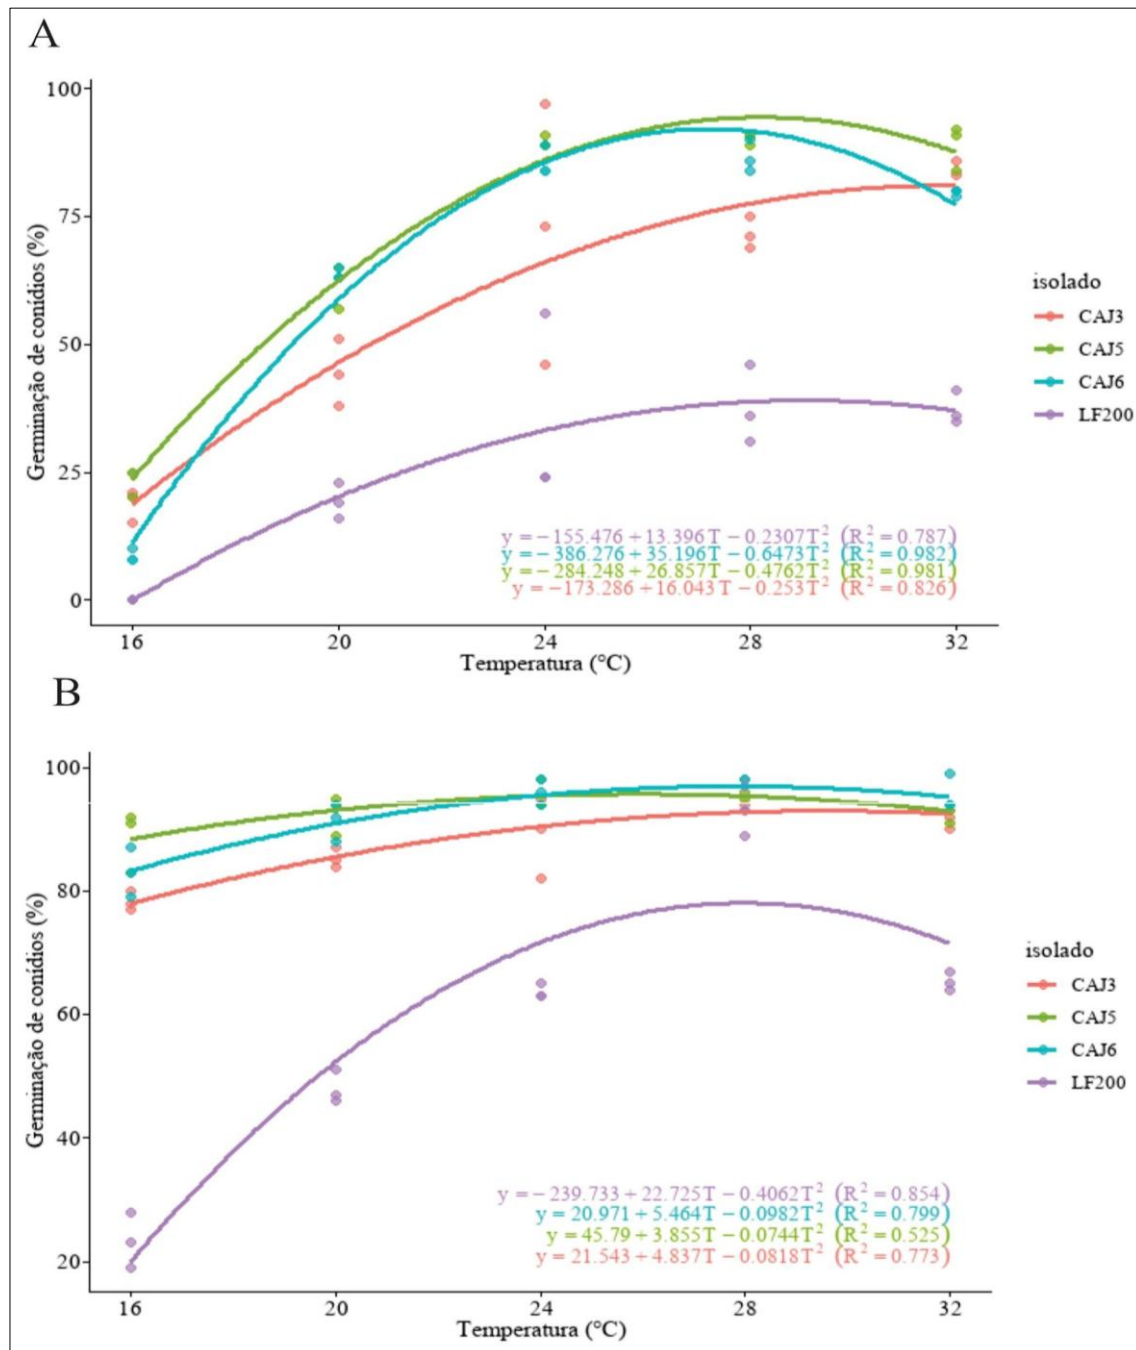 A
100
75
50
25
0
Germinação de conídios (%)
y = −155.476 + 13.396T − 0.2307T² (R² = 0.787)
y = −386.276 + 35.196T − 0.6473T² (R² = 0.982)
y = −284.248 + 26.857T − 0.4762T² (R² = 0.981)
y = −173.286 + 16.043T − 0.253T² (R² = 0.826)
16 20 24 28 32
Temperatura (°C)
isolado
CAJ3
CAJ5
CAJ6
LF200
B
100
80
60
40
20
Germinação de conídios (%)
y = − 239.733 + 22.725T − 0.4062T² (R² = 0.854)
y = 20.971 + 5.464T − 0.0982T² (R² = 0.799)
y = 45.79 + 3.855T − 0.0744T² (R² = 0.525)
y = 21.543 + 4.837T − 0.0818T² (R² = 0.773)
16 20 24 28 32
Temperatura (°C)
isolado
CAJ3
CAJ5
CAJ6
LF200